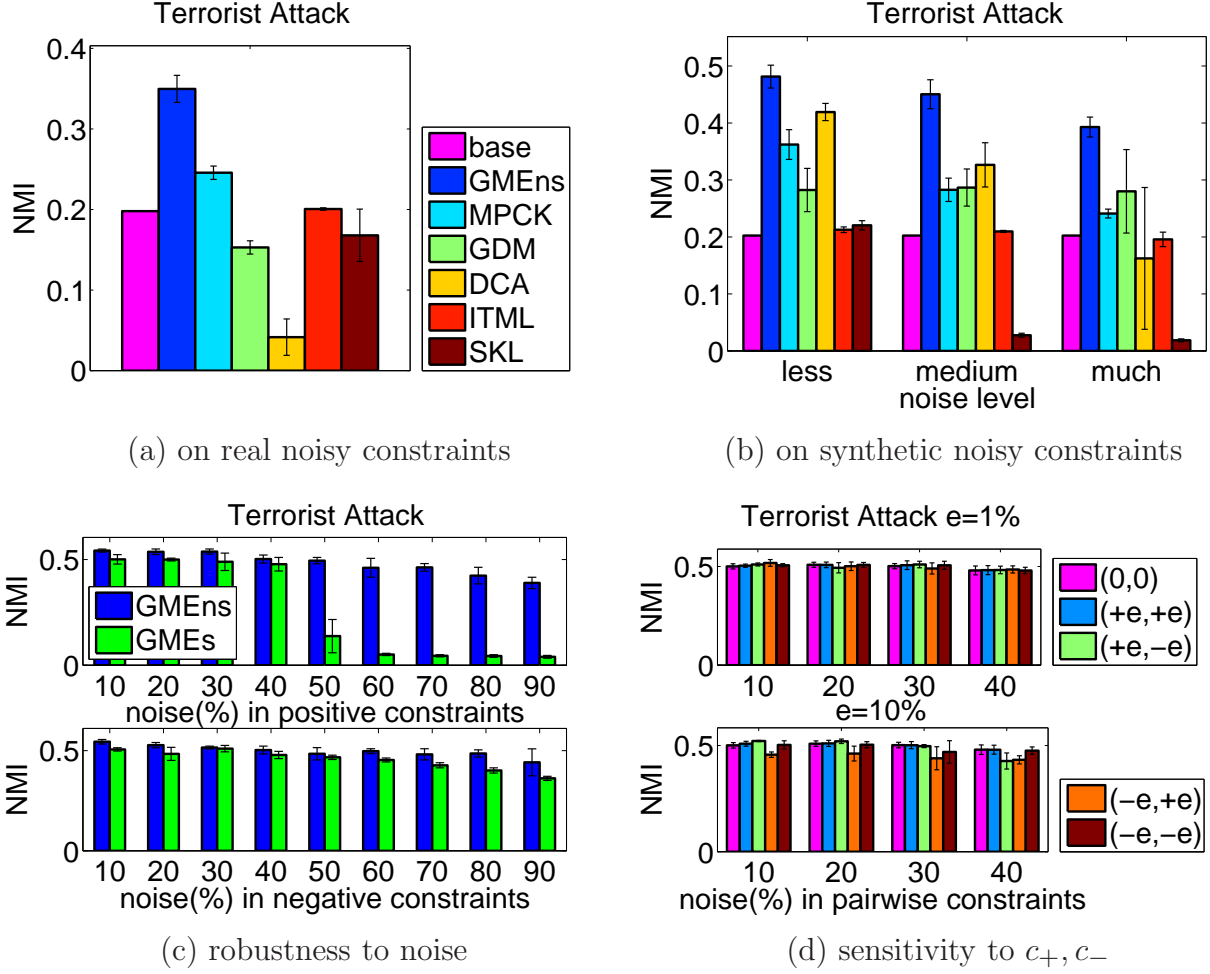 Terrorist Attack
0.4
0.3
0.2
0.1
0
NMI
base
GMEns
MPCK
GDM
DCA
ITML
SKL
(a) on real noisy constraints
Terrorist Attack
0.5
0.4
0.3
0.2
0.1
0
NMI
less medium much
noise level
(b) on synthetic noisy constraints
Terrorist Attack
0.5
0
NMI
GMEns
GMEs
10 20 30 40 50 60 70 80 90
noise(%) in positive constraints
0.5
0
NMI
10 20 30 40 50 60 70 80 90
noise(%) in negative constraints
(c) robustness to noise
Terrorist Attack e=1%
0.5
0
NMI
(0,0)
(+e,+e)
(+e,−e)
10 20 30 40
e=10%
0.5
0
NMI
(−e,+e)
(−e,−e)
10 20 30 40
noise(%) in pairwise constraints
(d) sensitivity to c₊, c₋